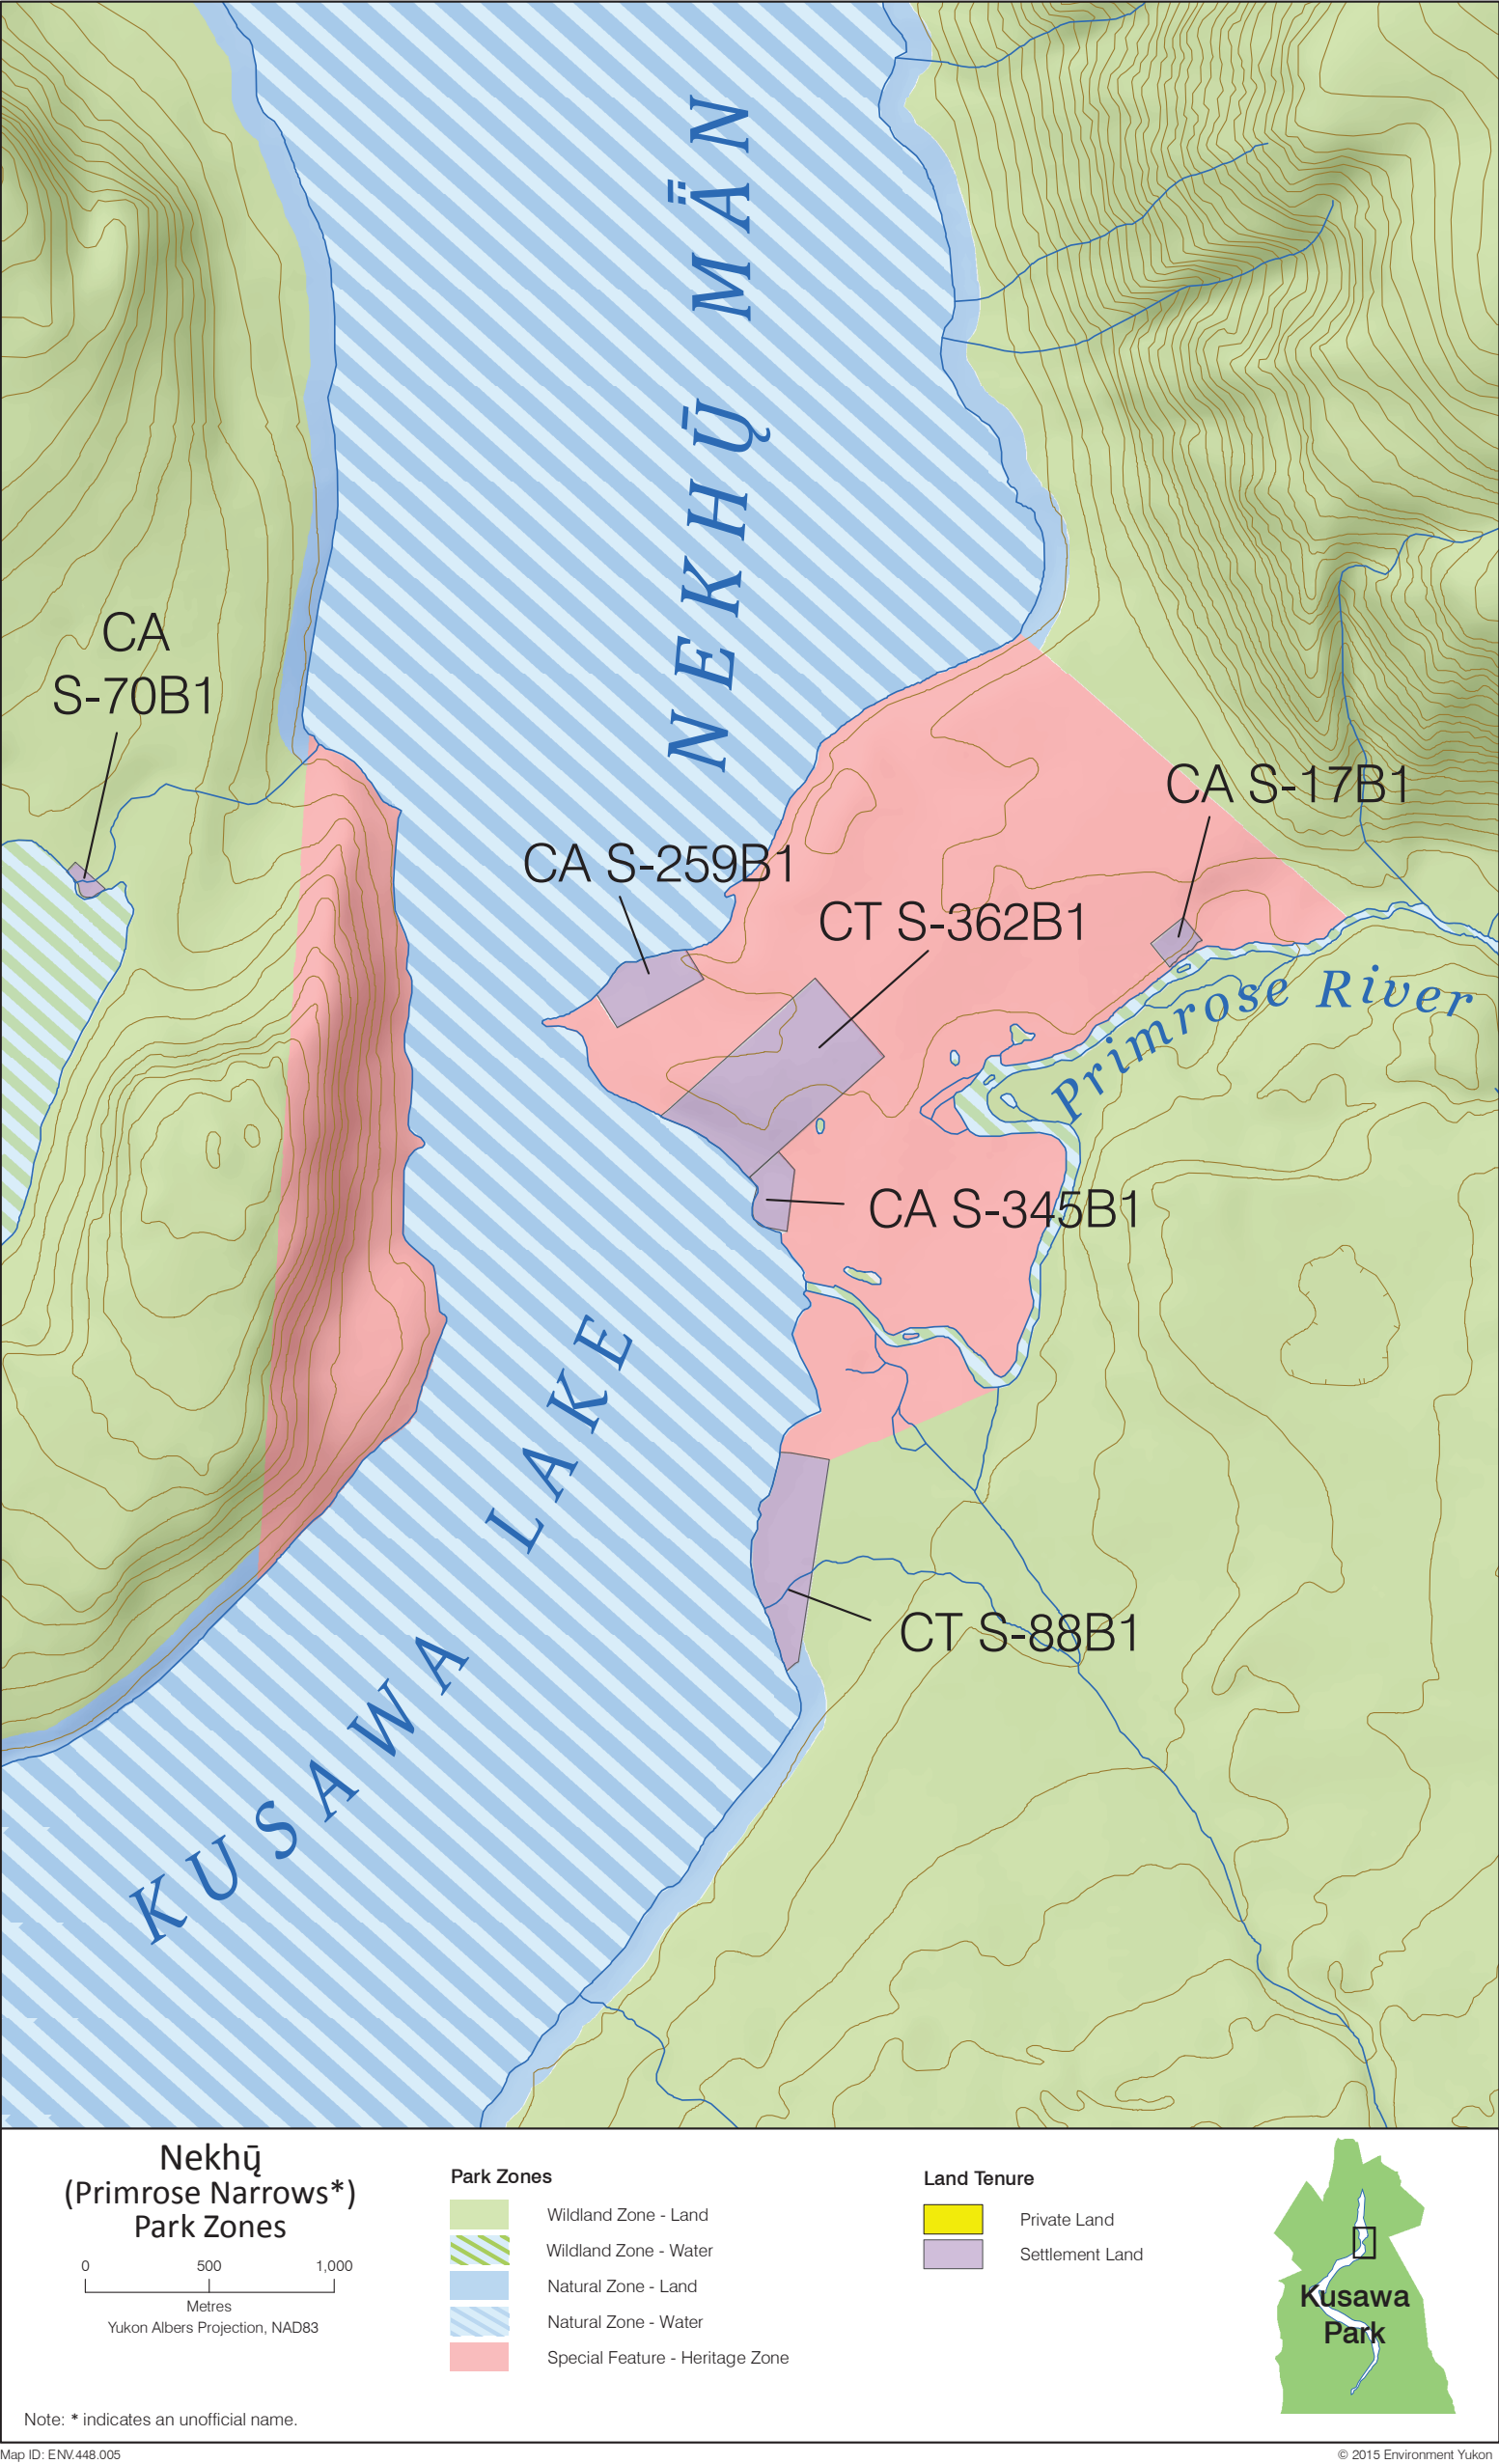 NEKHŲ̄ MÄN
CA
S-70B1
CA S-17B1
CA S-259B1
CT S-362B1
Primrose River
CA S-345B1
KUSAWA LAKE
CT S-88B1
Nekhų̄
(Primrose Narrows*)
Park Zones
0 500 1,000
Metres
Yukon Albers Projection, NAD83
Note: * indicates an unofficial name.
Park Zones
Wildland Zone - Land
Wildland Zone - Water
Natural Zone - Land
Natural Zone - Water
Special Feature - Heritage Zone
Land Tenure
Private Land
Settlement Land
Kusawa
Park
Map ID: ENV.448.005
© 2015 Environment Yukon